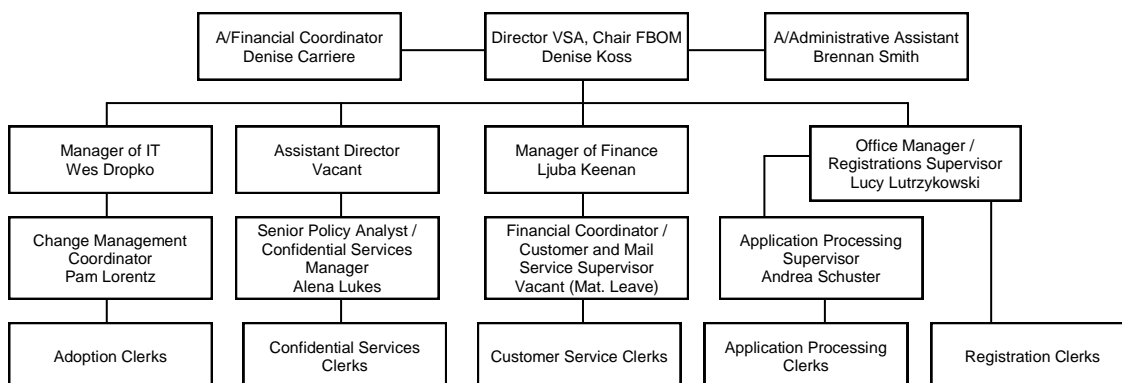 A/Financial Coordinator
Denise Carriere
Director VSA, Chair FBOM
Denise Koss
A/Administrative Assistant
Brennan Smith
Manager of IT
Wes Dropko
Assistant Director
Vacant
Manager of Finance
Ljuba Keenan
Office Manager /
Registrations Supervisor
Lucy Lutrzykowski
Change Management
Coordinator
Pam Lorentz
Senior Policy Analyst /
Confidential Services
Manager
Alena Lukes
Financial Coordinator /
Customer and Mail
Service Supervisor
Vacant (Mat. Leave)
Application Processing
Supervisor
Andrea Schuster
Adoption Clerks
Confidential Services
Clerks
Customer Service Clerks
Application Processing
Clerks
Registration Clerks